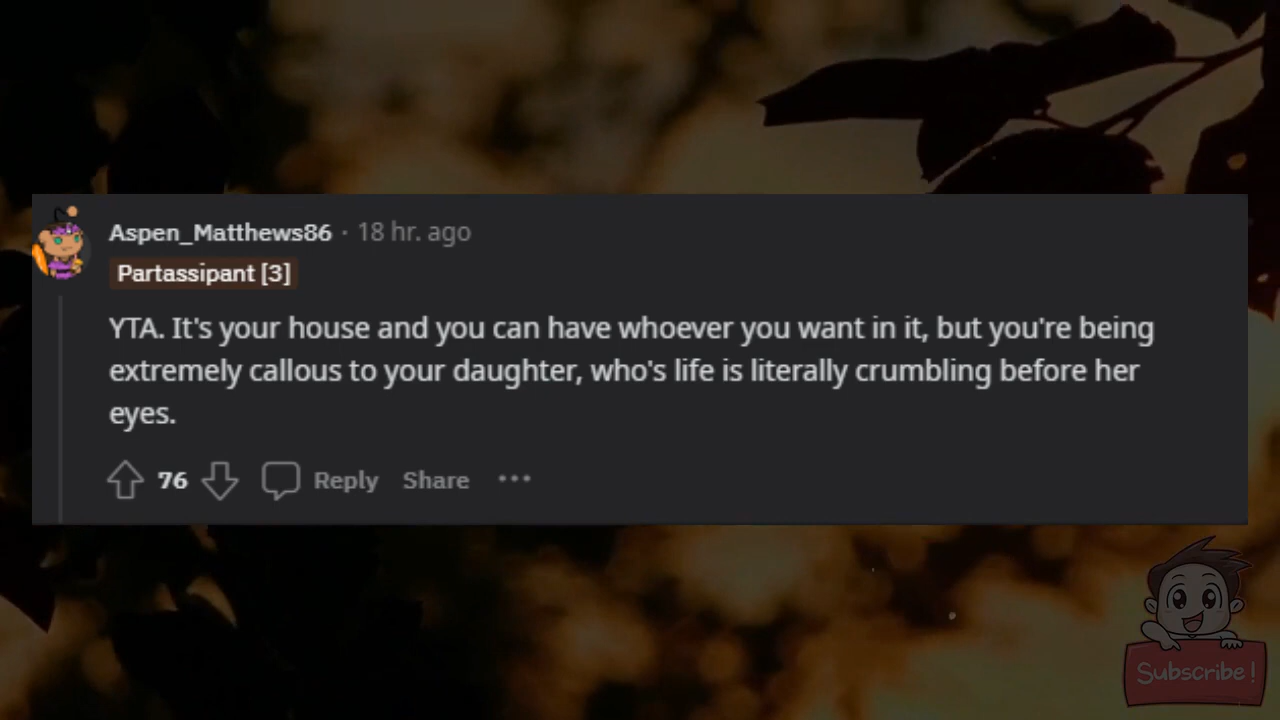 Aspen_Matthews86 · 18 hr. ago
Partassipant [3]
YTA. It's your house and you can have whoever you want in it, but you're being
extremely callous to your daughter, who's life is literally crumbling before her
eyes.
76 Reply Share ···
Subscribe!